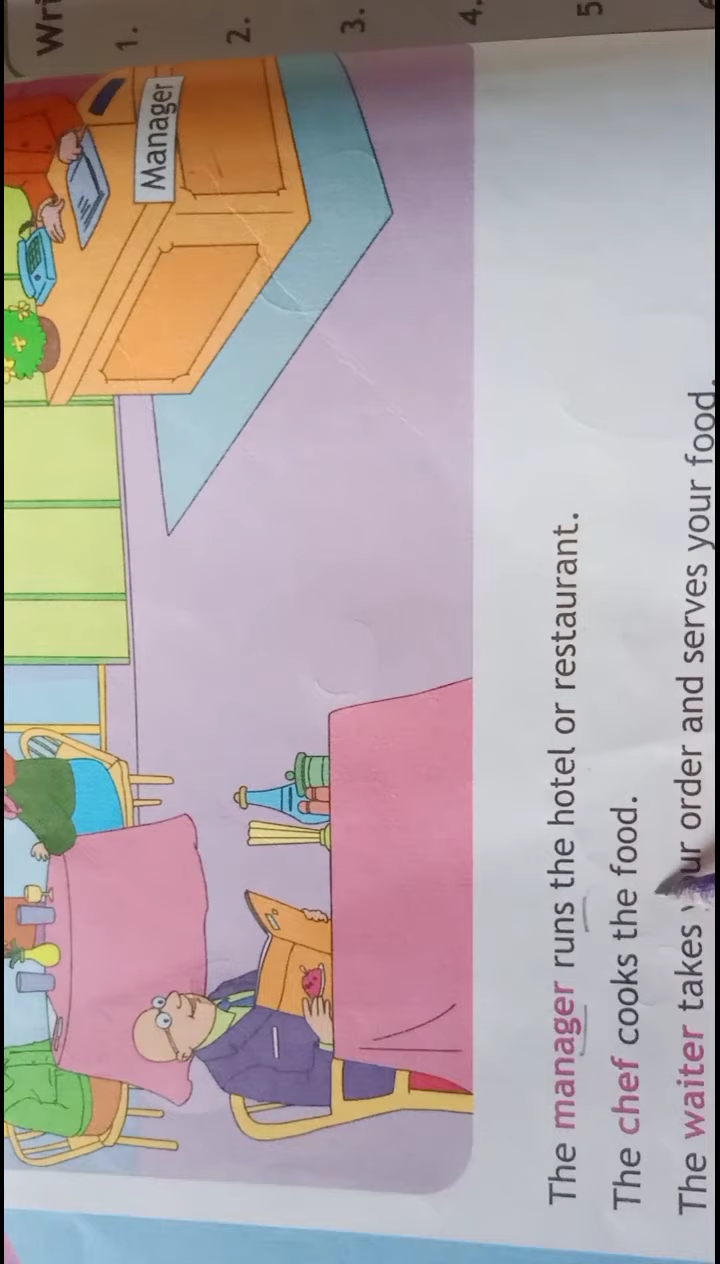 Manager
The manager runs the hotel or restaurant.
The chef cooks the food.
The waiter takes your order and serves your food.
1.
2.
3.
4.
5